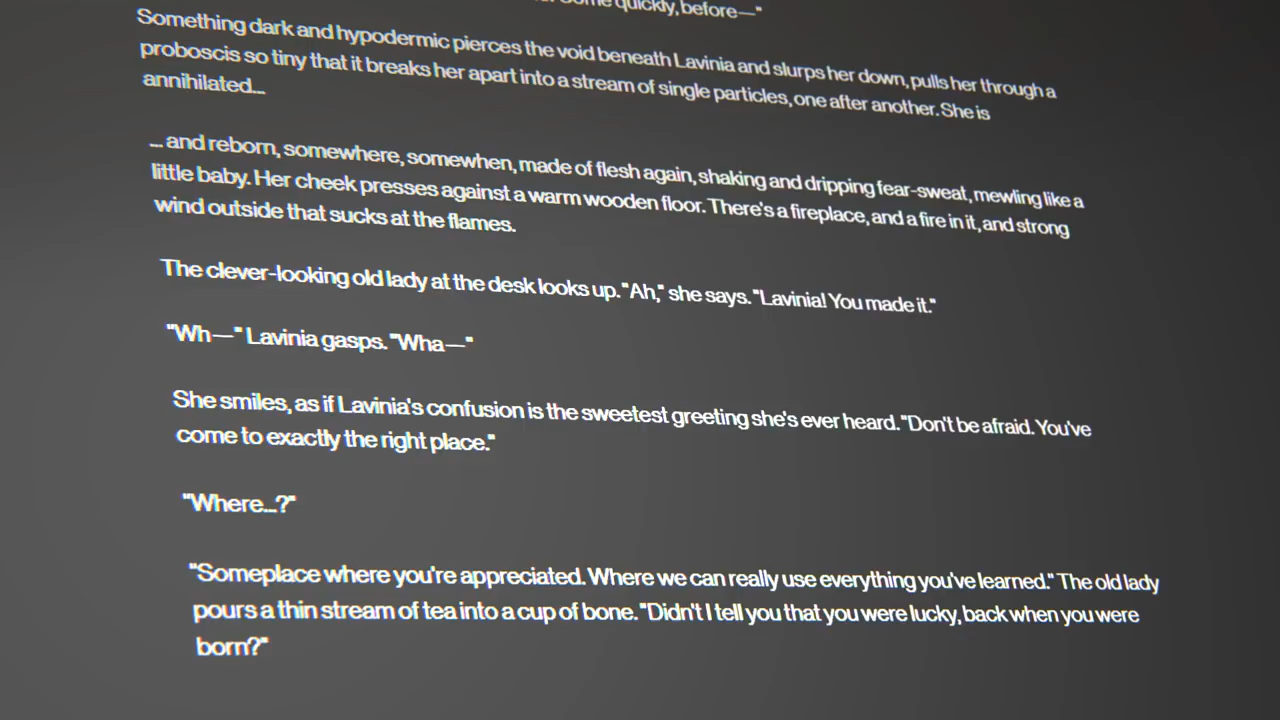 quickly, before—"
Something dark and hypodermic pierces the void beneath Lavinia and slurps her down, pulls her through a
proboscis so tiny that it breaks her apart into a stream of single particles, one after another. She is
annihilated...
... and reborn, somewhere, somewhen, made of flesh again, shaking and dripping fear-sweat, mewling like a
little baby. Her cheek presses against a warm wooden floor. There's a fireplace, and a fire in it, and strong
wind outside that sucks at the flames.
The clever-looking old lady at the desk looks up. "Ah," she says. "Lavinia! You made it."
"Wh—" Lavinia gasps. "Wha—"
She smiles, as if Lavinia's confusion is the sweetest greeting she's ever heard. "Don't be afraid. You've
come to exactly the right place."
"Where...?"
"Someplace where you're appreciated. Where we can really use everything you've learned." The old lady
pours a thin stream of tea into a cup of bone. "Didn't I tell you that you were lucky, back when you were
born?"